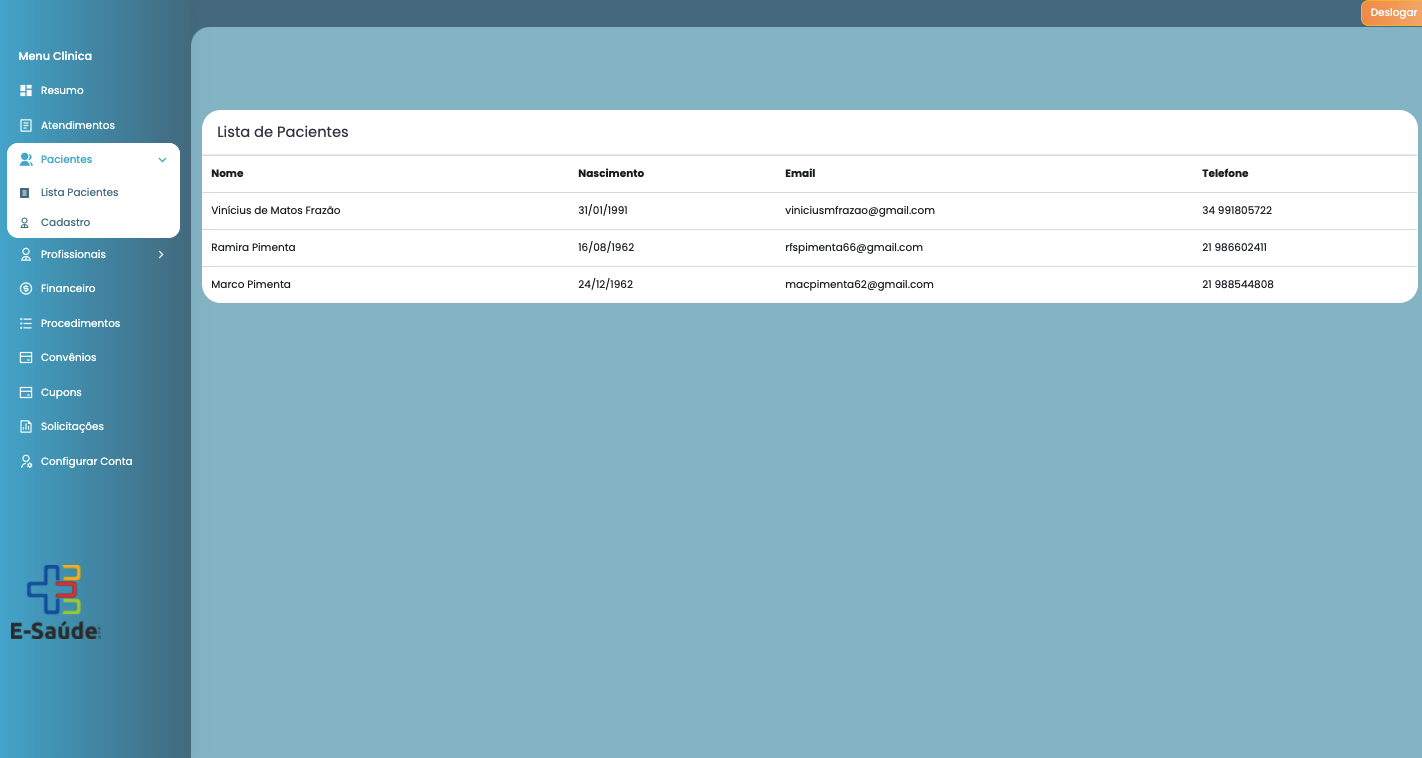 Deslogar
Menu Clinica
Resumo
Atendimentos
Pacientes
Lista Pacientes
Cadastro
Profissionais
Financeiro
Procedimentos
Convênios
Cupons
Solicitações
Configurar Conta
E-Saúde
Lista de Pacientes
Nome Nascimento Email Telefone
Vinícius de Matos Frazão 31/01/1991 viniciusmfrazao@gmail.com 34 991805722
Ramira Pimenta 16/08/1962 rfspimenta66@gmail.com 21 986602411
Marco Pimenta 24/12/1962 macpimenta62@gmail.com 21 988544808